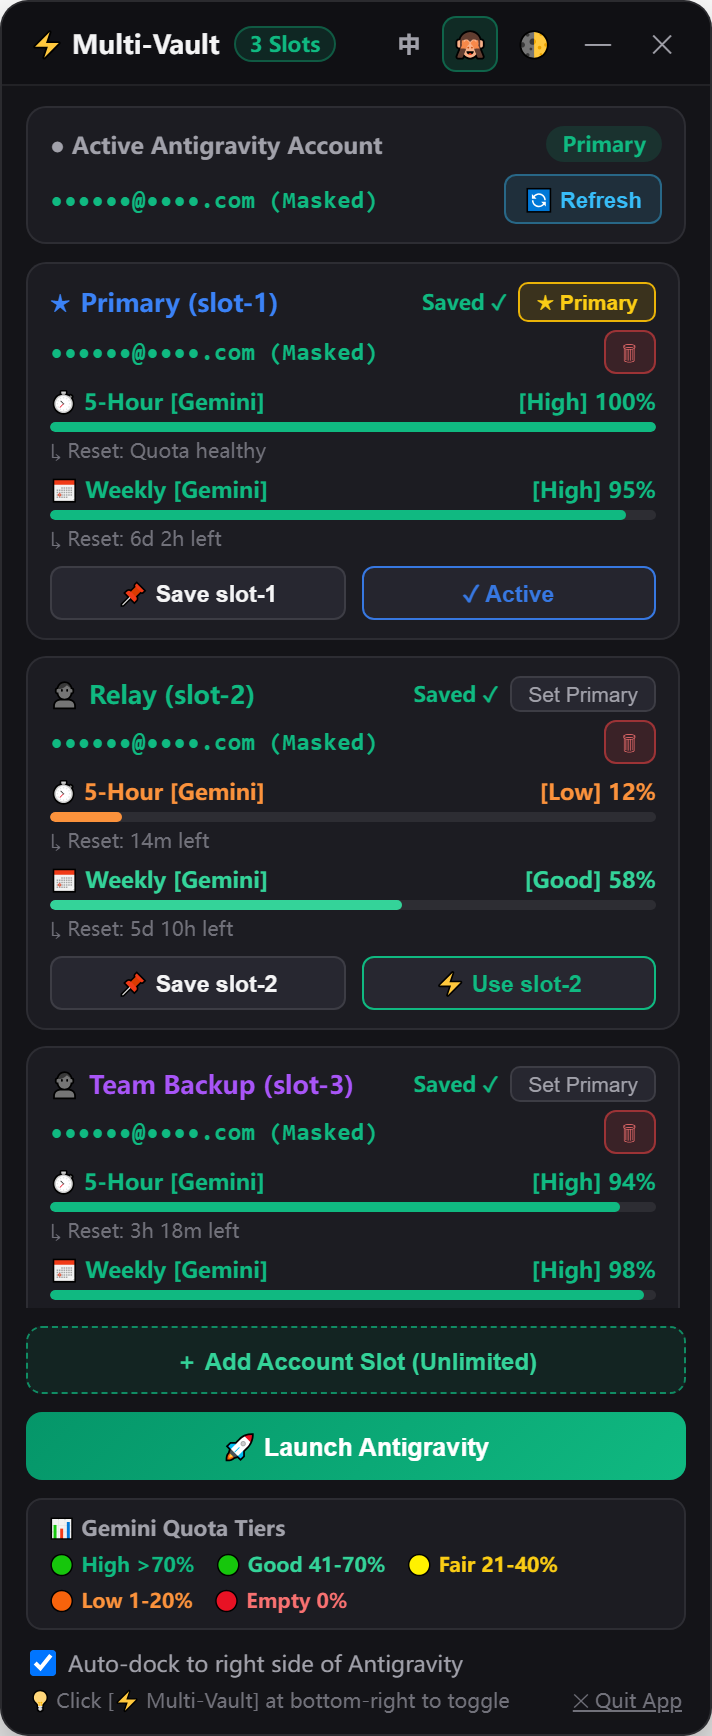 ⚡ Multi-Vault 3 Slots 中 — ×
● Active Antigravity Account Primary
●●●●●●@●●●●.com (Masked) Refresh
★ Primary (slot-1) Saved ✓ ★ Primary
●●●●●●@●●●●.com (Masked)
5-Hour [Gemini] [High] 100%
↳ Reset: Quota healthy
Weekly [Gemini] [High] 95%
↳ Reset: 6d 2h left
Save slot-1 ✓ Active
Relay (slot-2) Saved ✓ Set Primary
●●●●●●@●●●●.com (Masked)
5-Hour [Gemini] [Low] 12%
↳ Reset: 14m left
Weekly [Gemini] [Good] 58%
↳ Reset: 5d 10h left
Save slot-2 ⚡ Use slot-2
Team Backup (slot-3) Saved ✓ Set Primary
●●●●●●@●●●●.com (Masked)
5-Hour [Gemini] [High] 94%
↳ Reset: 3h 18m left
Weekly [Gemini] [High] 98%
+ Add Account Slot (Unlimited)
Launch Antigravity
Gemini Quota Tiers
High >70% Good 41-70% Fair 21-40%
Low 1-20% Empty 0%
Auto-dock to right side of Antigravity
Click [⚡ Multi-Vault] at bottom-right to toggle × Quit App